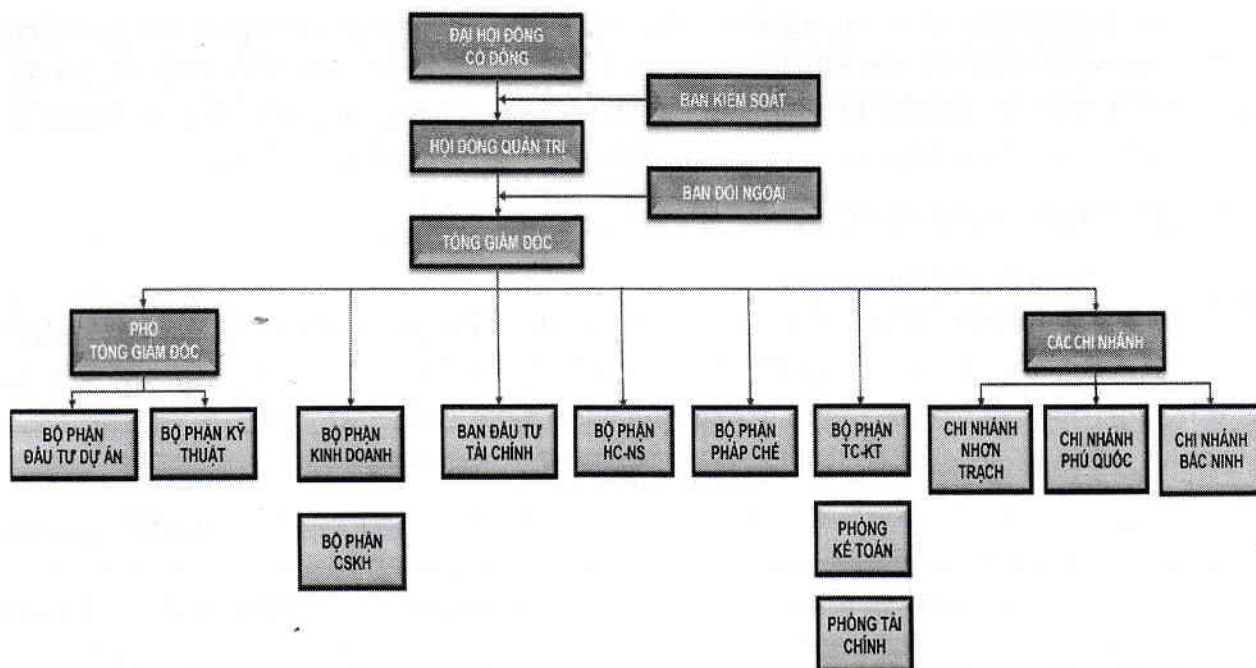 ĐẠI HỘI ĐỒNG
CỔ ĐÔNG
BAN KIỂM SOÁT
HỘI ĐỒNG QUẢN TRỊ
BAN ĐỐI NGOẠI
TỔNG GIÁM ĐỐC
PHÓ
TỔNG GIÁM ĐỐC
CÁC CHI NHÁNH
BỘ PHẬN
ĐẦU TƯ DỰ ÁN
BỘ PHẬN KỸ
THUẬT
BỘ PHẬN
KINH DOANH
BAN ĐẦU TƯ
TÀI CHÍNH
BỘ PHẬN
HC-NS
BỘ PHẬN
PHÁP CHẾ
BỘ PHẬN
TC-KT
CHI NHÁNH
NHƠN
TRẠCH
CHI NHÁNH
PHÚ QUỐC
CHI NHÁNH
BẮC NINH
BỘ PHẬN
CSKH
PHÒNG
KẾ TOÁN
PHÒNG TÀI
CHÍNH